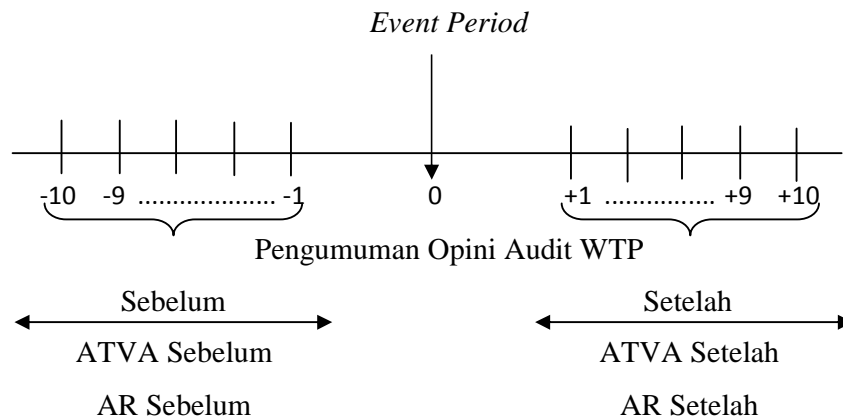 Event Period
-10 -9 .................... -1 0 +1 ............... +9 +10
Pengumuman Opini Audit WTP
Sebelum Setelah
ATVA Sebelum ATVA Setelah
AR Sebelum AR Setelah